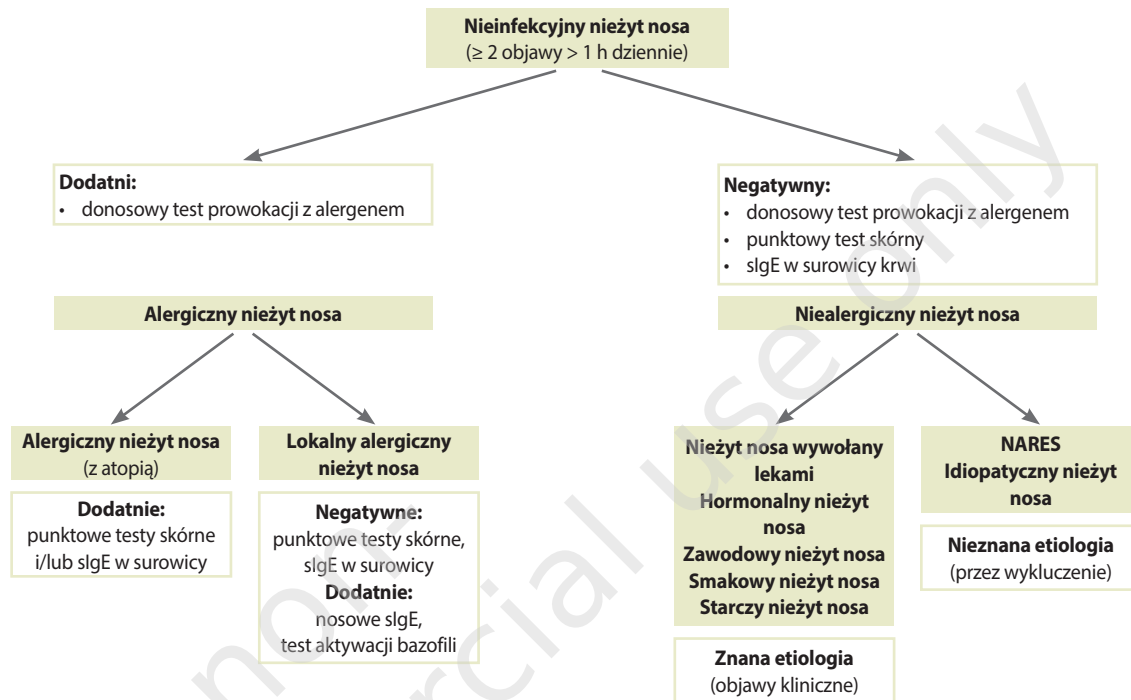 Nieinfekcyjny nieżyt nosa
(≥ 2 objawy > 1 h dziennie)
Dodatni:
• donosowy test prowokacji z alergenem
Negatywny:
• donosowy test prowokacji z alergenem
• punktowy test skórny
• sIgE w surowicy krwi
Alergiczny nieżyt nosa
Niealergiczny nieżyt nosa
Alergiczny nieżyt nosa
(z atopią)
Dodatnie:
punktowe testy skórne
i/lub sIgE w surowicy
Lokalny alergiczny
nieżyt nosa
Negatywne:
punktowe testy skórne,
sIgE w surowicy
Dodatnie:
nosowe sIgE,
test aktywacji bazofili
Nieżyt nosa wywołany
lekami
Hormonalny nieżyt
nosa
Zawodowy nieżyt nosa
Smakowy nieżyt nosa
Starczy nieżyt nosa
Znana etiologia
(objawy kliniczne)
NARES
Idiopatyczny nieżyt
nosa
Nieznana etiologia
(przez wykluczenie)
non-
rcial use only